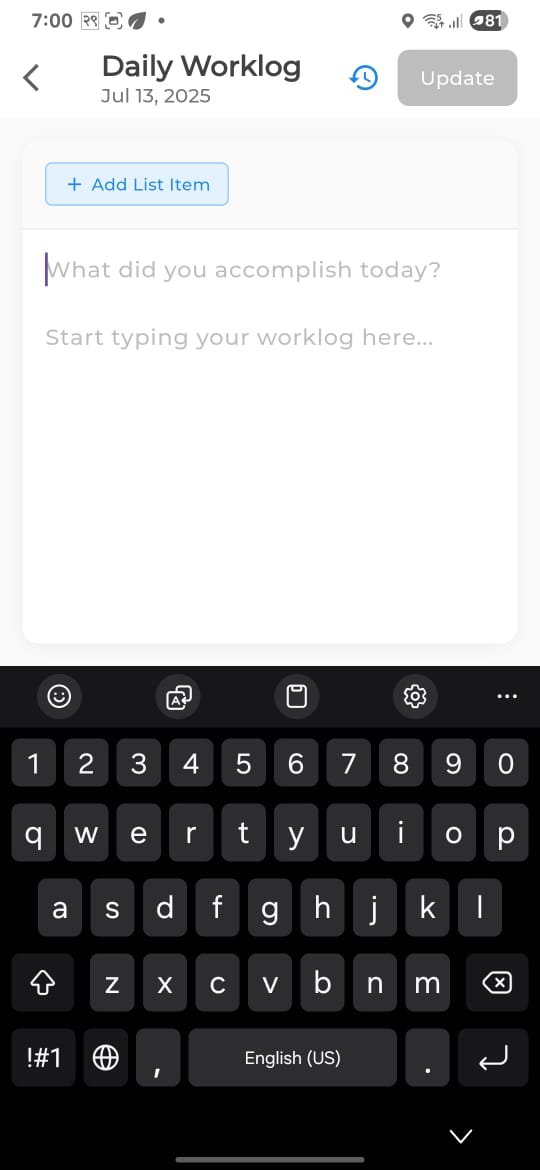 7:00 २९ 81
Daily Worklog
Jul 13, 2025
Update
+ Add List Item
What did you accomplish today?
Start typing your worklog here...
1 2 3 4 5 6 7 8 9 0
q w e r t y u i o p
a s d f g h j k l
z x c v b n m
!#1 , English (US) .